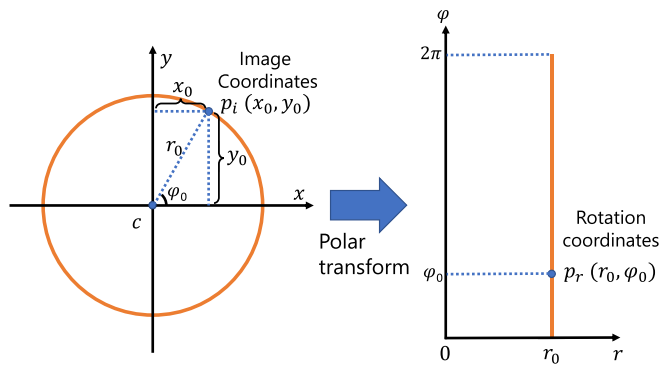 y
Image
Coordinates
x₀
pᵢ (x₀, y₀)
r₀
y₀
φ₀
x
c
Polar
transform
φ
2π
Rotation
coordinates
φ₀
pᵣ (r₀, φ₀)
0
r₀
r